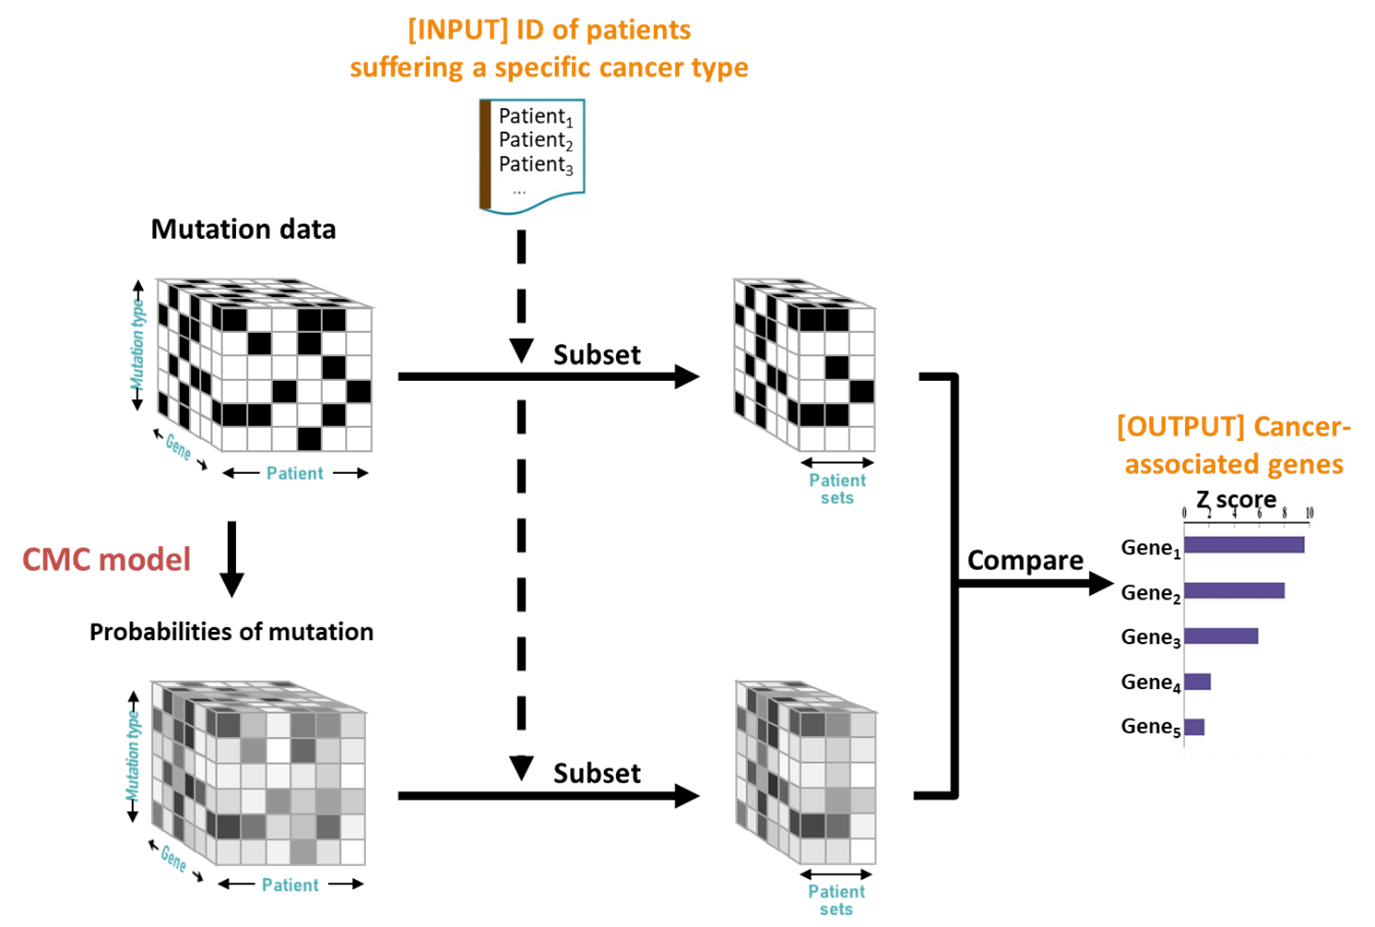 [INPUT] ID of patients
suffering a specific cancer type
Patient1
Patient2
Patient3
...
Mutation data
Mutation type
Gene
Patient
Subset
Patient
sets
[OUTPUT] Cancer-
associated genes
Z score
0 2 4 6 8 10
Compare
Gene1
Gene2
Gene3
Gene4
Gene5
CMC model
Probabilities of mutation
Mutation type
Gene
Patient
Subset
Patient
sets